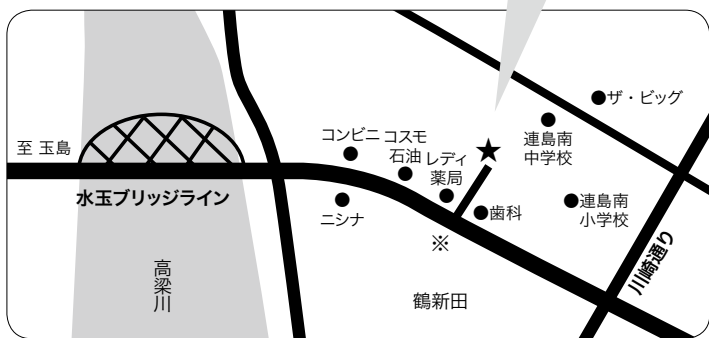 ザ・ビッグ
コンビニ
コスモ
石油
レディ
薬局
連島南
中学校
至 玉島
水玉ブリッジライン
ニシナ
歯科
連島南
小学校
※
川崎通り
高梁川
鶴新田